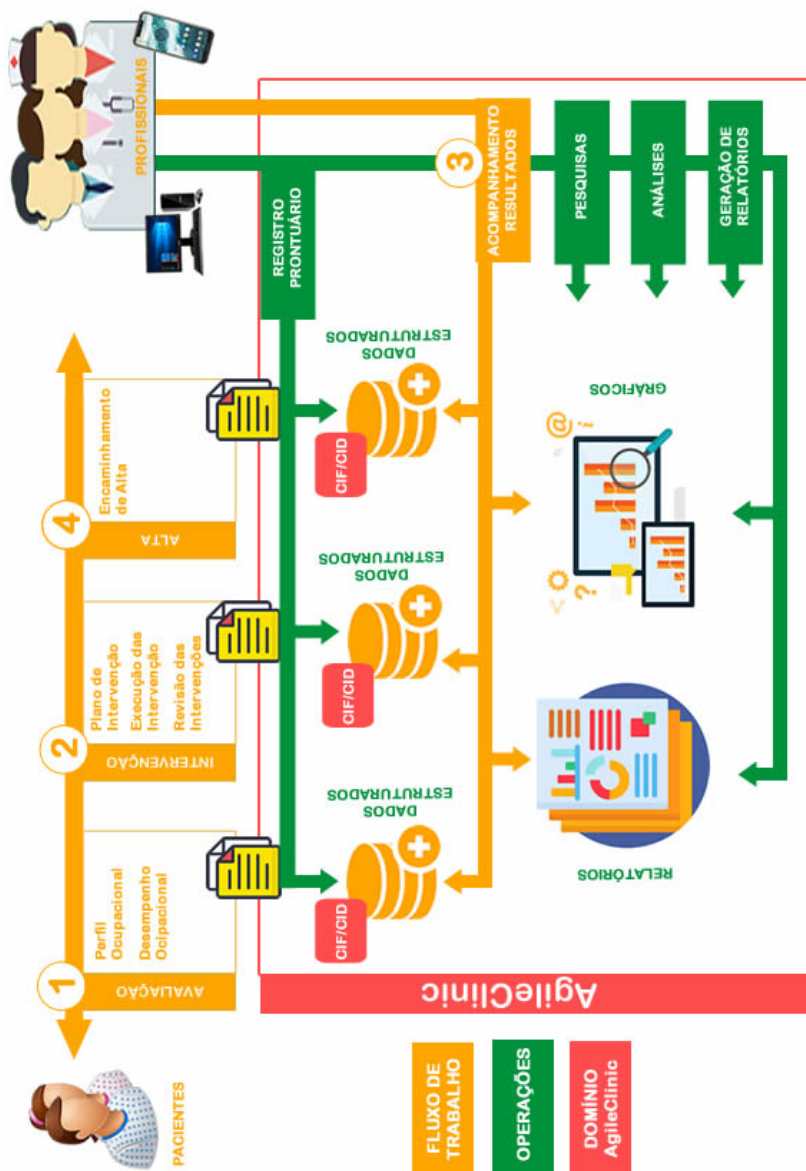 PACIENTES
PROFISSIONAIS
1
AVALIAÇÃO
Perfil
Ocupacional
Desempenho
Ocipacional
2
INTERVENÇÃO
Plano de
Intervenção
Execução das
Intervenção
Revisão das
Intervenções
4
ALTA
Encaminhamento
de Alta
REGISTRO
PRONTUÁRIO
AgileClinic
CIF/CID
DADOS
ESTRUTURADOS
CIF/CID
DADOS
ESTRUTURADOS
CIF/CID
DADOS
ESTRUTURADOS
3
ACOMPANHAMENTO
RESULTADOS
PESQUISAS
ANÁLISES
GERAÇÃO DE
RELATÓRIOS
RELATÓRIOS
GRÁFICOS
@
?
FLUXO DE
TRABALHO
OPERAÇÕES
DOMÍNIO
AgileClinic